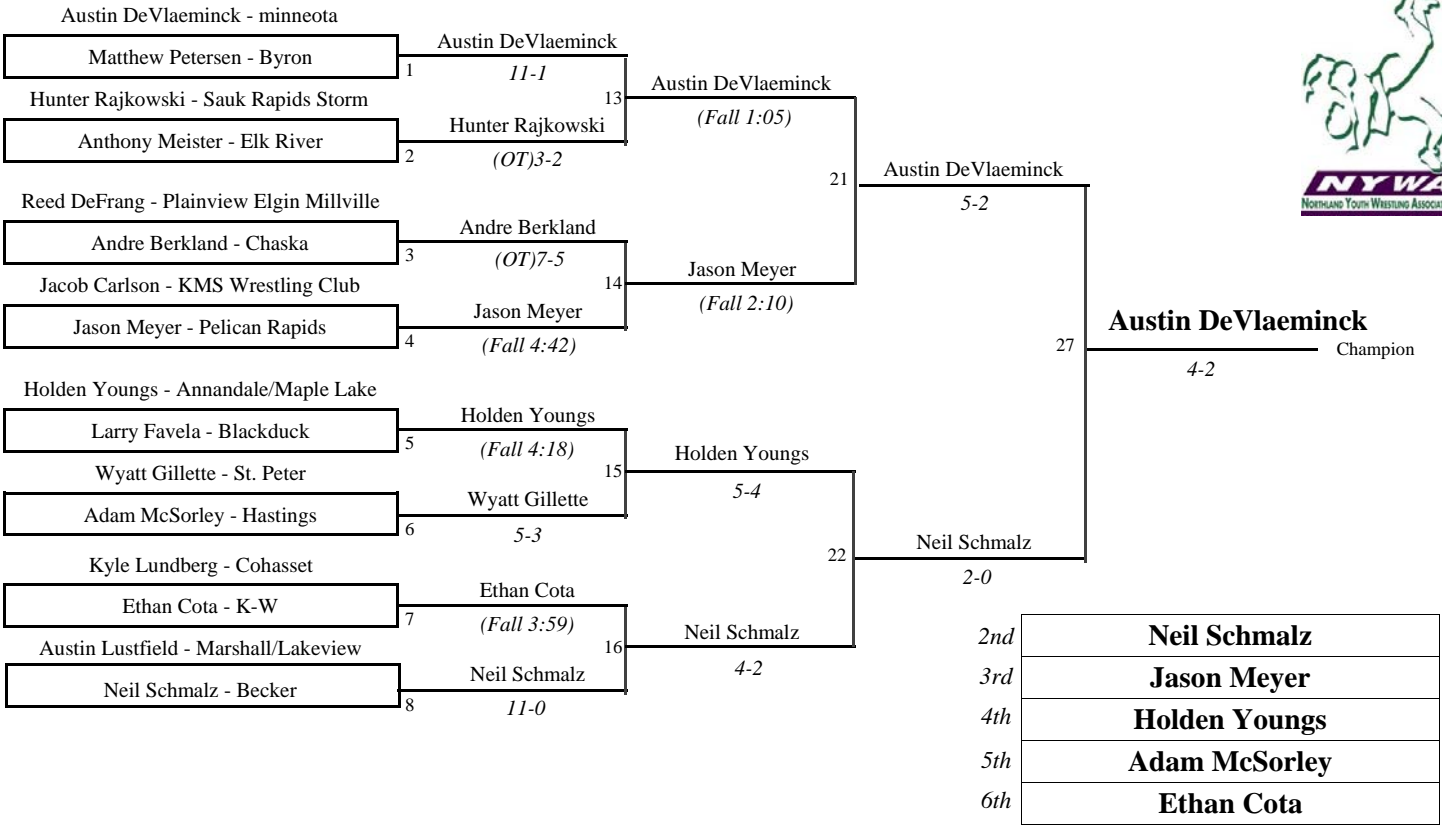 Austin DeVlaeminck - minneota
Matthew Petersen - Byron
1
Austin DeVlaeminck
11-1
Hunter Rajkowski - Sauk Rapids Storm
Anthony Meister - Elk River
2
Hunter Rajkowski
(OT)3-2
13
Austin DeVlaeminck
(Fall 1:05)
Reed DeFrang - Plainview Elgin Millville
Andre Berkland - Chaska
3
Andre Berkland
(OT)7-5
Jacob Carlson - KMS Wrestling Club
Jason Meyer - Pelican Rapids
4
Jason Meyer
(Fall 4:42)
14
Jason Meyer
(Fall 2:10)
21
Austin DeVlaeminck
5-2
Holden Youngs - Annandale/Maple Lake
Larry Favela - Blackduck
5
Holden Youngs
(Fall 4:18)
Wyatt Gillette - St. Peter
Adam McSorley - Hastings
6
Wyatt Gillette
5-3
15
Holden Youngs
5-4
Kyle Lundberg - Cohasset
Ethan Cota - K-W
7
Ethan Cota
(Fall 3:59)
Austin Lustfield - Marshall/Lakeview
Neil Schmalz - Becker
8
Neil Schmalz
11-0
16
Neil Schmalz
4-2
22
Neil Schmalz
2-0
27
Austin DeVlaeminck
Champion
4-2
NYWA
NORTHLAND YOUTH WRESTLING
2nd Neil Schmalz
3rd Jason Meyer
4th Holden Youngs
5th Adam McSorley
6th Ethan Cota